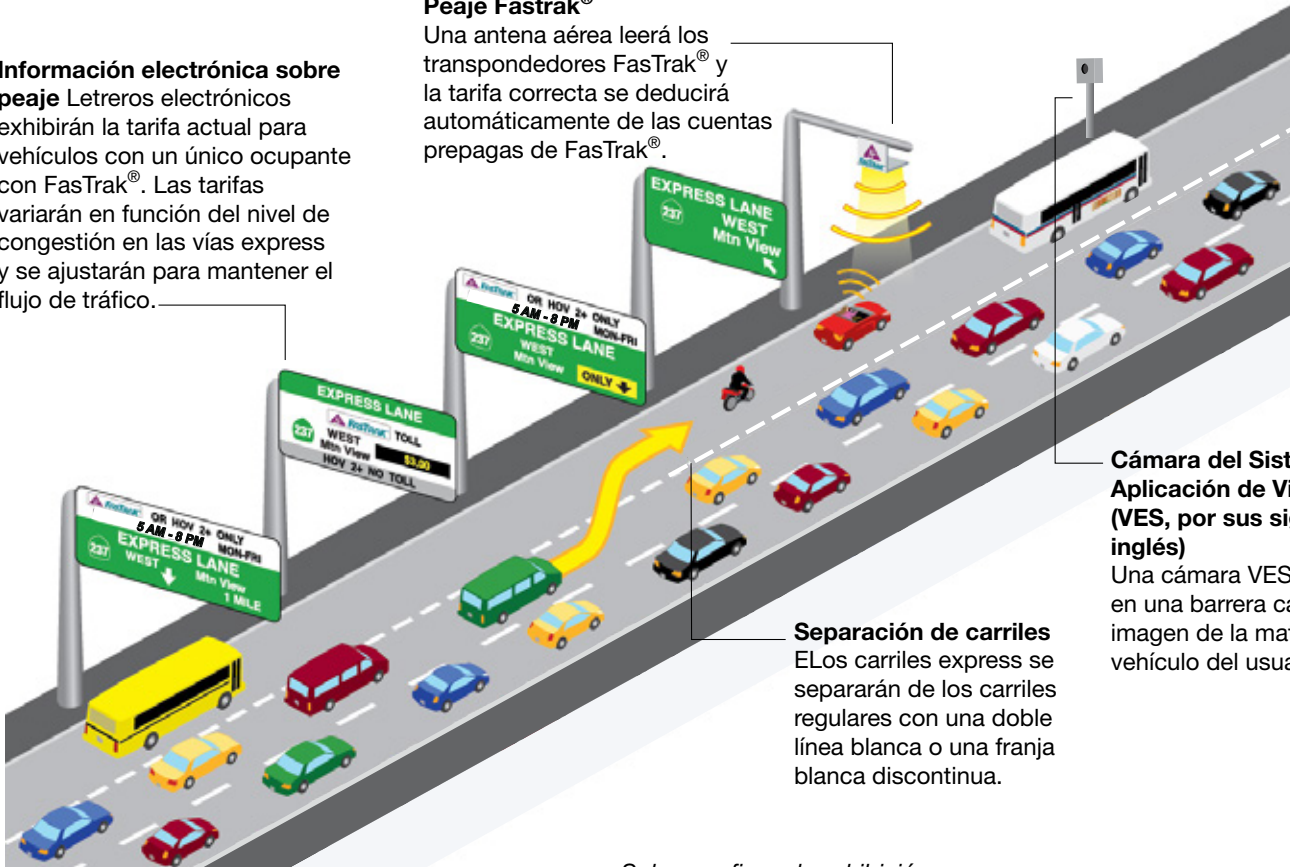 Información electrónica sobre
peaje Letreros electrónicos
exhibirán la tarifa actual para
vehículos con un único ocupante
con FasTrak®. Las tarifas
variarán en función del nivel de
congestión en las vías express
y se ajustarán para mantener el
flujo de tráfico.
Peaje Fastrak®
Una antena aérea leerá los
transpondedores FasTrak® y
la tarifa correcta se deducirá
automáticamente de las cuentas
prepagas de FasTrak®.
FasTrak OR HOV 2+ ONLY
5 AM - 8 PM MON-FRI
EXPRESS LANE
237 WEST Mtn View
1 MILE
EXPRESS LANE
FasTrak TOLL
237 WEST
Mtn View $3.00
HOV 2+ NO TOLL
FasTrak OR HOV 2+ ONLY
5 AM - 8 PM MON-FRI
EXPRESS LANE
237 WEST
Mtn View ONLY
EXPRESS LANE
237 WEST
Mtn View
FasTrak
Separación de carriles
ELos carriles express se
separarán de los carriles
regulares con una doble
línea blanca o una franja
blanca discontinua.
Cámara del Sist
Aplicación de Vi
(VES, por sus sig
inglés)
Una cámara VES
en una barrera ca
imagen de la mat
vehículo del usua